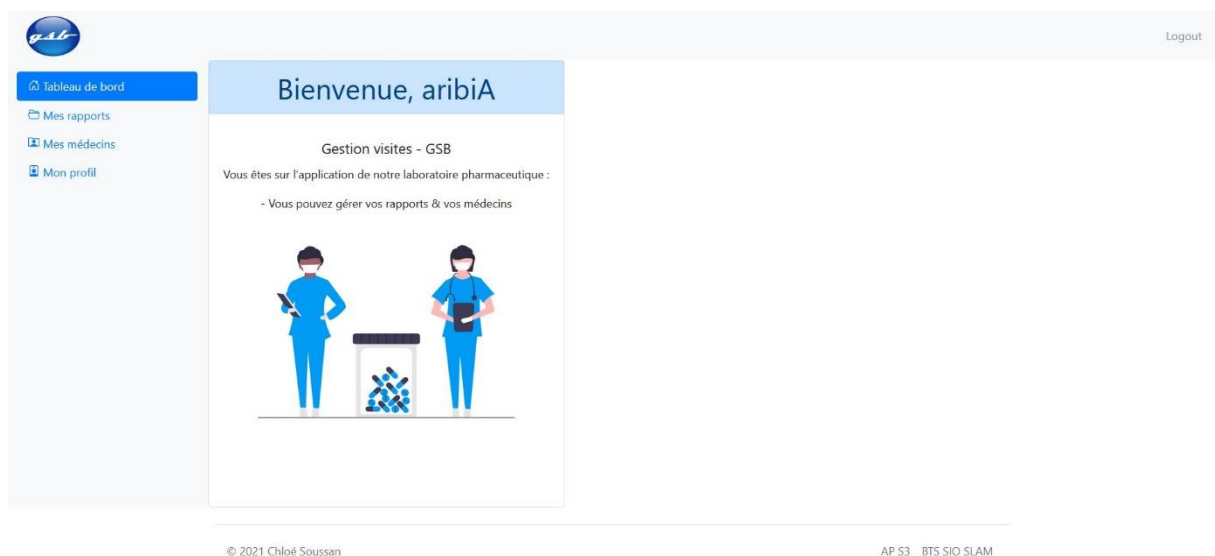 gsb
Logout
Tableau de bord
Mes rapports
Mes médecins
Mon profil
Bienvenue, aribiA
Gestion visites - GSB
Vous êtes sur l'application de notre laboratoire pharmaceutique :
- Vous pouvez gérer vos rapports & vos médecins
© 2021 Chloé Soussan
AP S3 BTS SIO SLAM